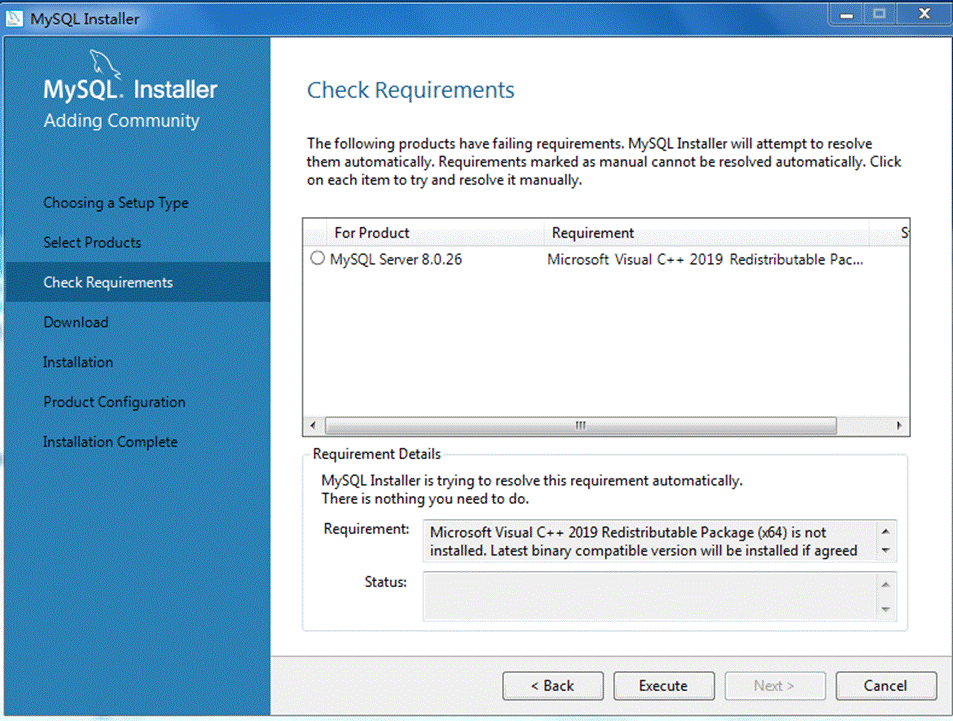 MySQL Installer
MySQL. Installer
Adding Community
Choosing a Setup Type
Select Products
Check Requirements
Download
Installation
Product Configuration
Installation Complete
Check Requirements
The following products have failing requirements. MySQL Installer will attempt to resolve
them automatically. Requirements marked as manual cannot be resolved automatically. Click
on each item to try and resolve it manually.
For Product Requirement S
MySQL Server 8.0.26 Microsoft Visual C++ 2019 Redistributable Pac...
Requirement Details
MySQL Installer is trying to resolve this requirement automatically.
There is nothing you need to do.
Requirement: Microsoft Visual C++ 2019 Redistributable Package (x64) is not
installed. Latest binary compatible version will be installed if agreed
Status:
< Back Execute Next > Cancel